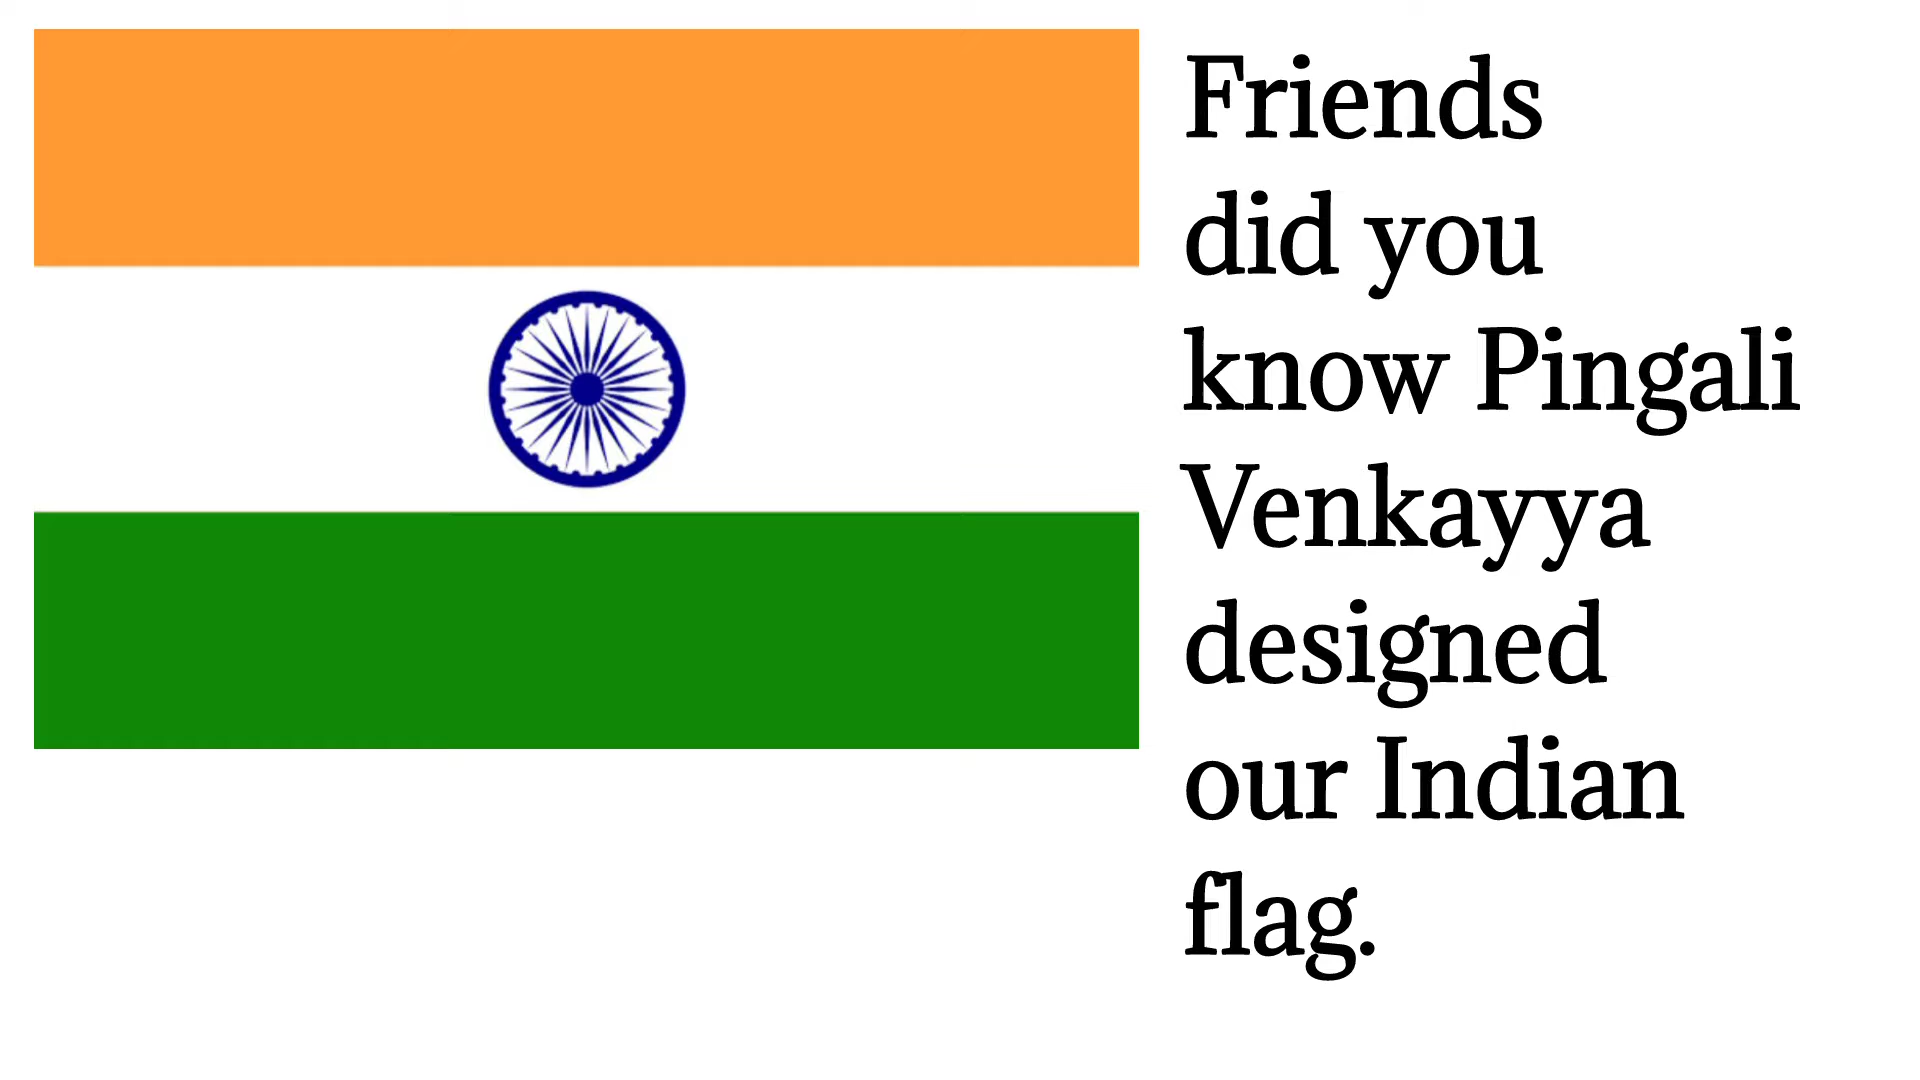 Friends
did you
know Pingali
Venkayya
designed
our Indian
flag.